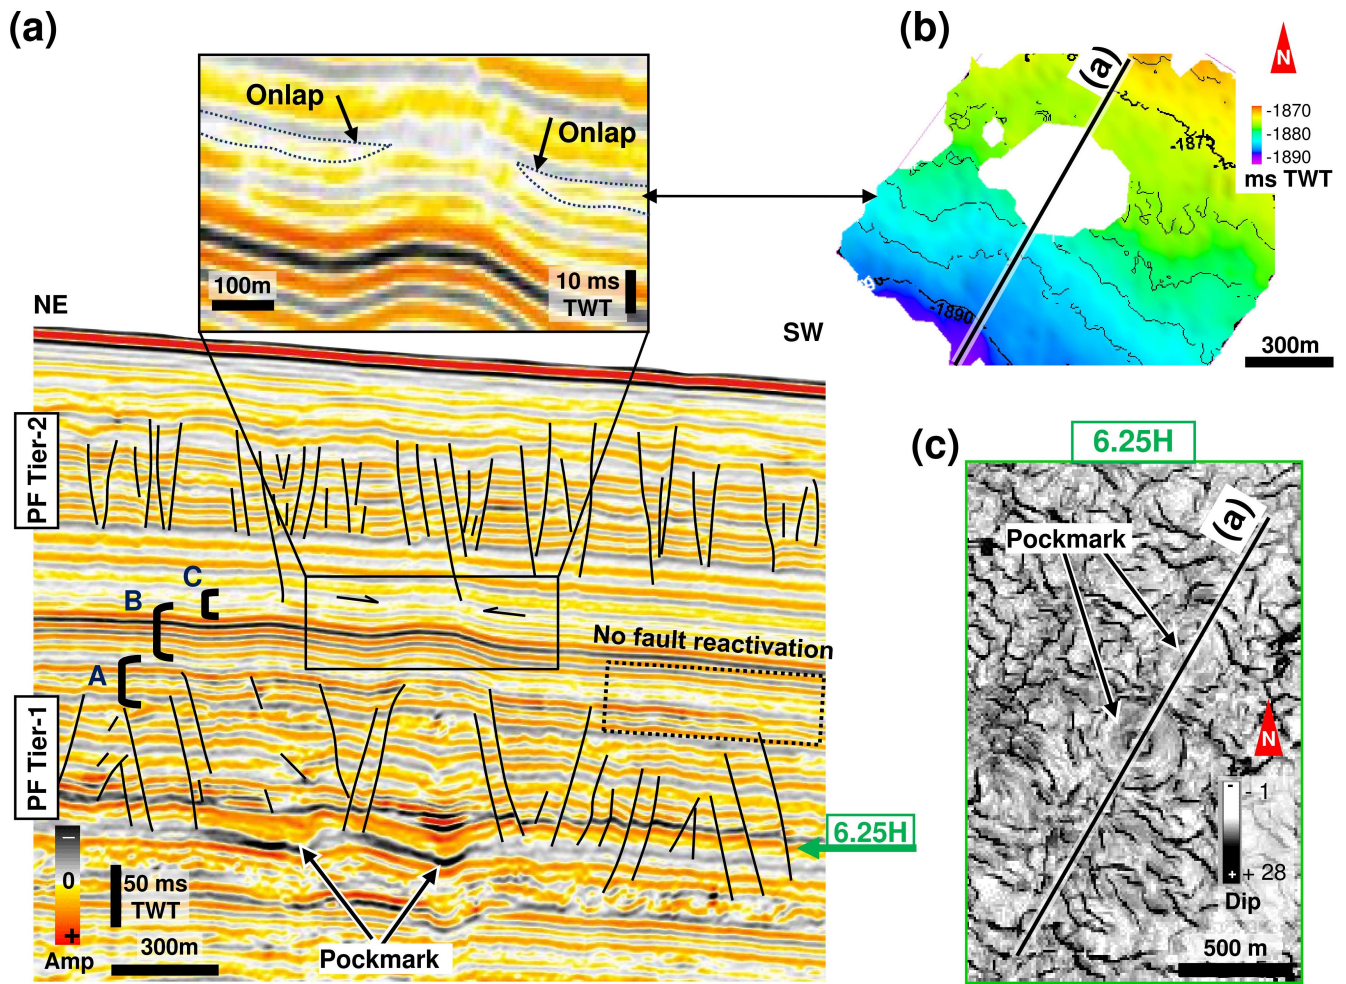 (a)
Onlap
Onlap
100m
10 ms
TWT
NE
SW
PF Tier-2
C
B
A
No fault reactivation
PF Tier-1
6.25H
0
+
Amp
50 ms
TWT
300m
Pockmark
(b)
(a)
N
-1870
-1880
-1890
ms TWT
-1875
-1890
300m
(c)
6.25H
(a)
Pockmark
N
- 1
+ 28
Dip
500 m